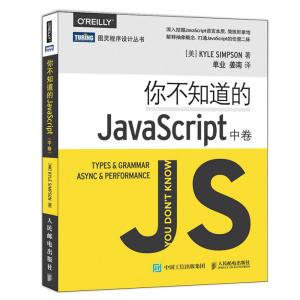 O'REILLY®
TURING 图灵程序设计丛书
深入挖掘JavaScript语言本质，简练形象地
解释抽象概念，打通JavaScript的任督二脉
[美] KYLE SIMPSON 著
单业 姜南 译
你不知道的
JavaScript 中卷
TYPES & GRAMMAR
ASYNC & PERFORMANCE
YOU DON'T KNOW
JS
中国工信出版集团
人民邮电出版社
你不知道的JavaScript
(中卷)
[美] KYLE SIMPSON 著
人民邮电出版社